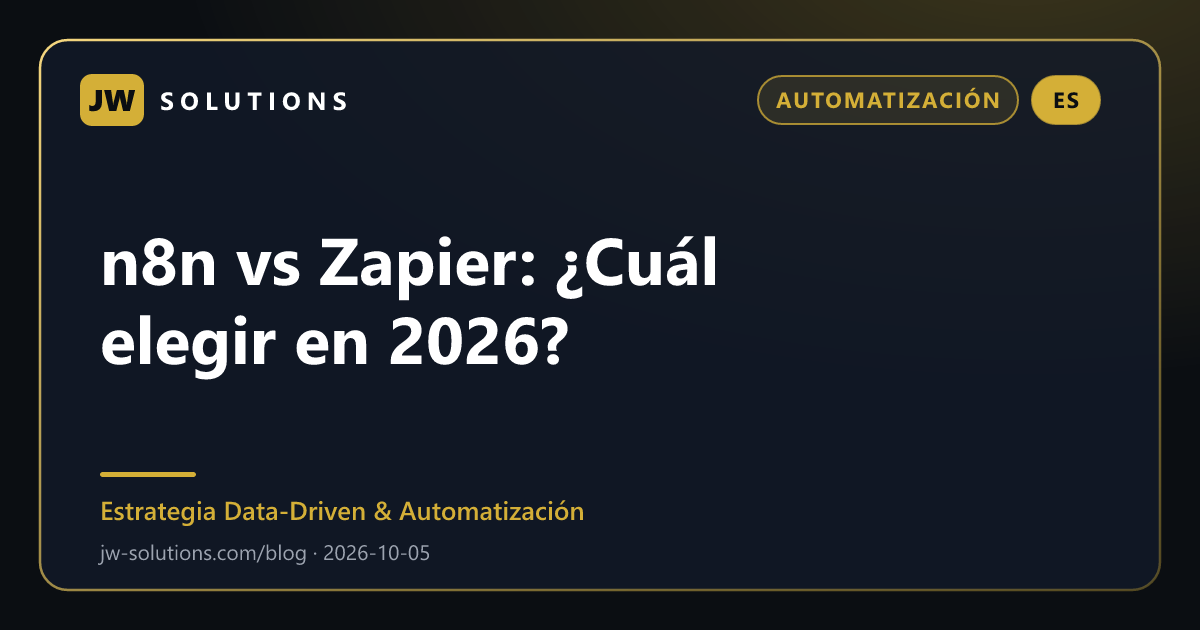 JW SOLUTIONS
AUTOMATIZACIÓN
ES
n8n vs Zapier: ¿Cuál
elegir en 2026?
Estrategia Data-Driven & Automatización
jw-solutions.com/blog · 2026-10-05